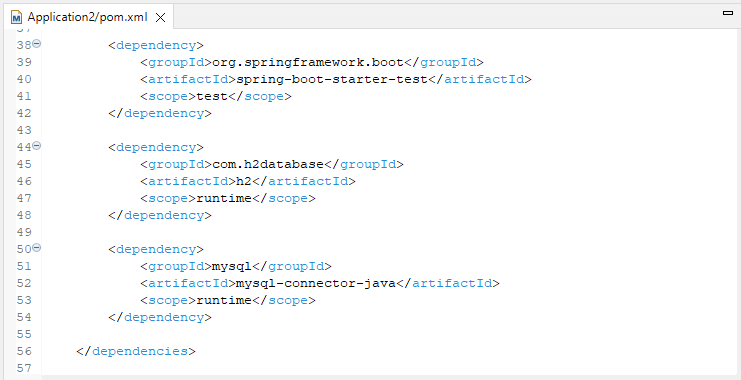 Application2/pom.xml
37
38 <dependency>
39 <groupId>org.springframework.boot</groupId>
40 <artifactId>spring-boot-starter-test</artifactId>
41 <scope>test</scope>
42 </dependency>
43
44 <dependency>
45 <groupId>com.h2database</groupId>
46 <artifactId>h2</artifactId>
47 <scope>runtime</scope>
48 </dependency>
49
50 <dependency>
51 <groupId>mysql</groupId>
52 <artifactId>mysql-connector-java</artifactId>
53 <scope>runtime</scope>
54 </dependency>
55
56 </dependencies>
57